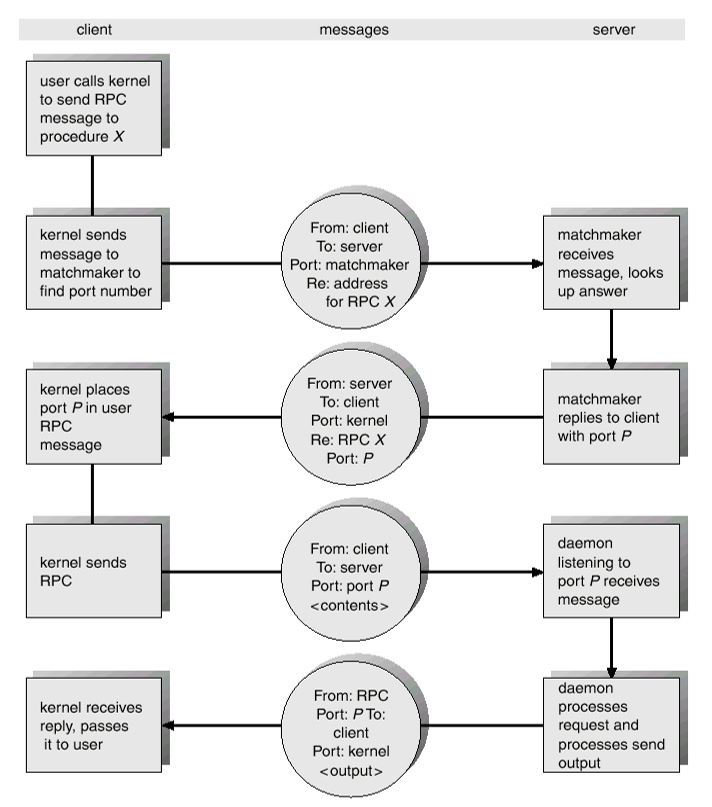 client
messages
server
user calls kernel
to send RPC
message to
procedure X
kernel sends
message to
matchmaker to
find port number
From: client
To: server
Port: matchmaker
Re: address
for RPC X
matchmaker
receives
message, looks
up answer
kernel places
port P in user
RPC
message
From: server
To: client
Port: kernel
Re: RPC X
Port: P
matchmaker
replies to client
with port P
kernel sends
RPC
From: client
To: server
Port: port P
<contents>
daemon
listening to
port P receives
message
kernel receives
reply, passes
it to user
From: RPC
Port: P To:
client
Port: kernel
<output>
daemon
processes
request and
processes send
output